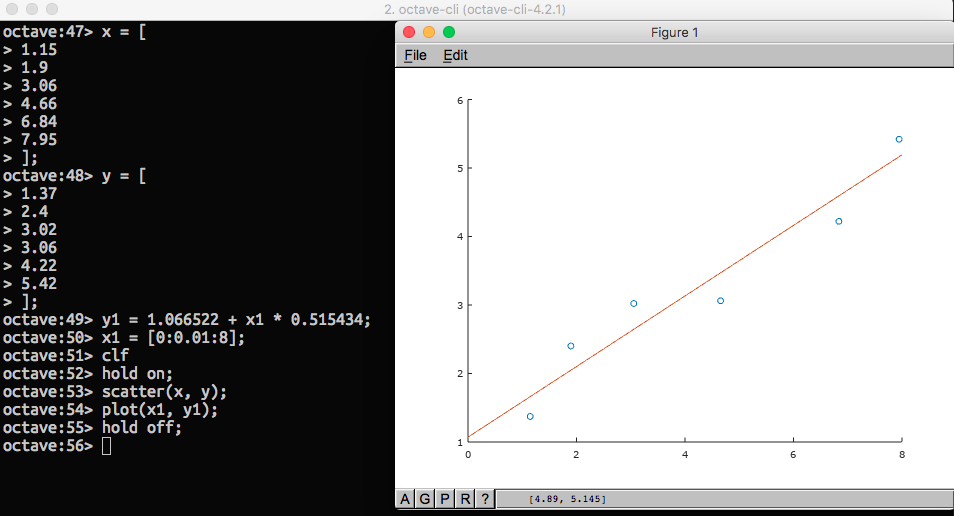 2. octave-cli (octave-cli-4.2.1)
octave:47> x = [
> 1.15
> 1.9
> 3.06
> 4.66
> 6.84
> 7.95
> ];
octave:48> y = [
> 1.37
> 2.4
> 3.02
> 3.06
> 4.22
> 5.42
> ];
octave:49> y1 = 1.066522 + x1 * 0.515434;
octave:50> x1 = [0:0.01:8];
octave:51> clf
octave:52> hold on;
octave:53> scatter(x, y);
octave:54> plot(x1, y1);
octave:55> hold off;
octave:56>
Figure 1
File Edit
6
5
4
3
2
1
0 2 4 6 8
A G P R ? [4.89, 5.145]